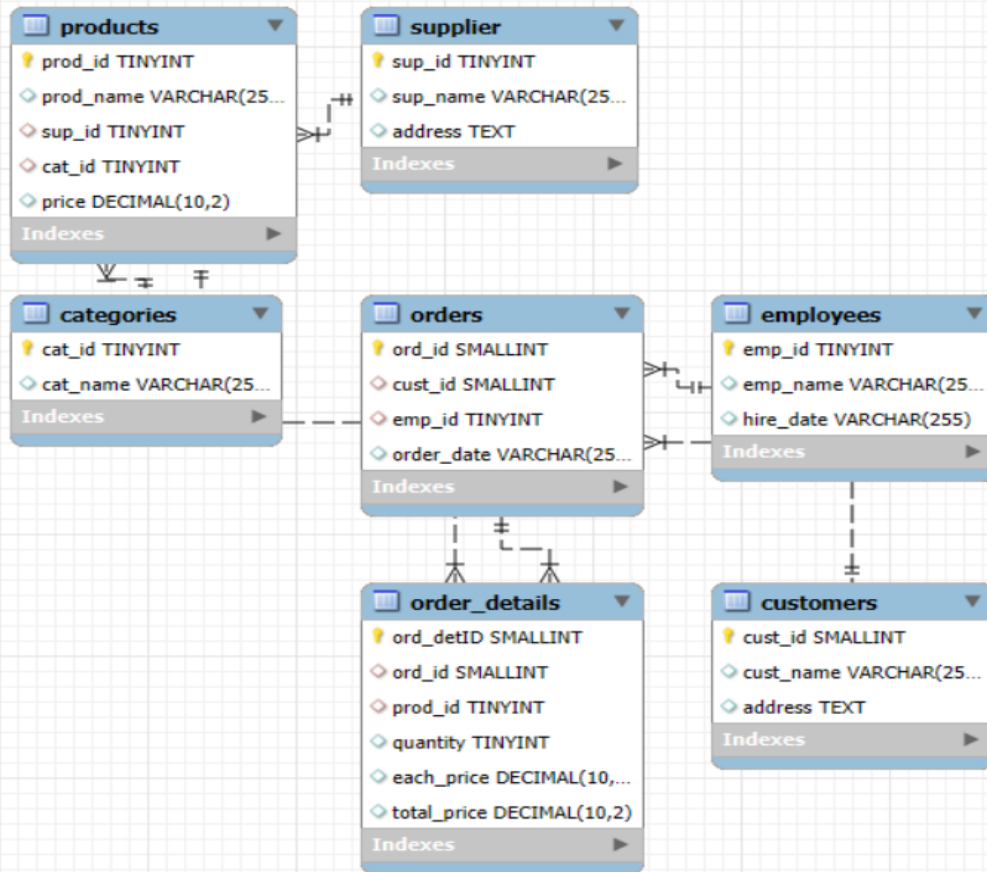 products
prod_id TINYINT
prod_name VARCHAR(25...
sup_id TINYINT
cat_id TINYINT
price DECIMAL(10,2)
Indexes
supplier
sup_id TINYINT
sup_name VARCHAR(25...
address TEXT
Indexes
categories
cat_id TINYINT
cat_name VARCHAR(25...
Indexes
orders
ord_id SMALLINT
cust_id SMALLINT
emp_id TINYINT
order_date VARCHAR(25...
Indexes
employees
emp_id TINYINT
emp_name VARCHAR(25...
hire_date VARCHAR(255)
Indexes
order_details
ord_detID SMALLINT
ord_id SMALLINT
prod_id TINYINT
quantity TINYINT
each_price DECIMAL(10,...
total_price DECIMAL(10,2)
Indexes
customers
cust_id SMALLINT
cust_name VARCHAR(25...
address TEXT
Indexes